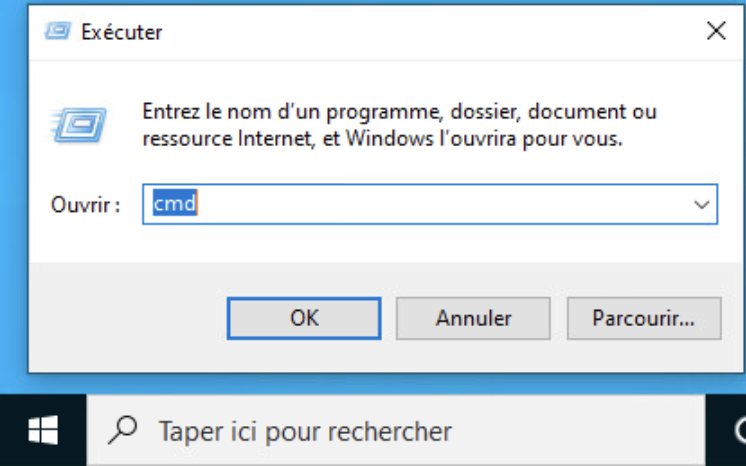 Exécuter
Entrez le nom d'un programme, dossier, document ou
ressource Internet, et Windows l'ouvrira pour vous.
Ouvrir : cmd
OK Annuler Parcourir...
Taper ici pour rechercher